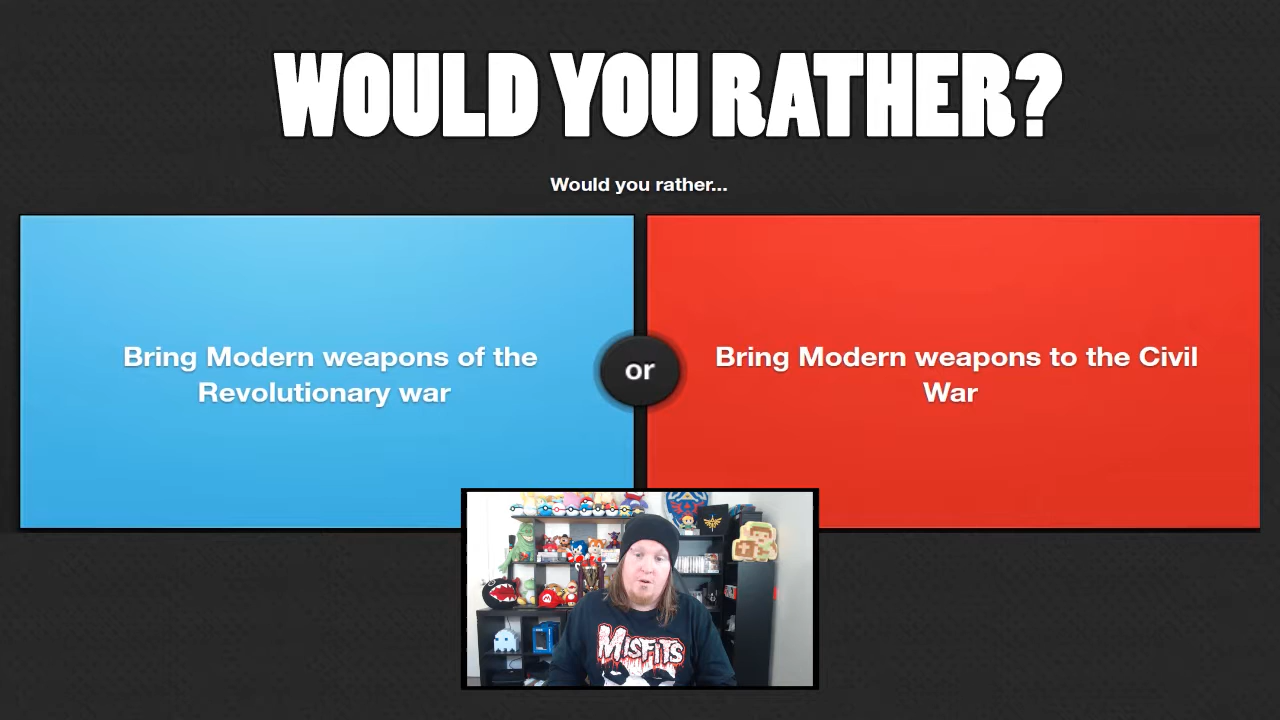 WOULD YOU RATHER?
Would you rather...
Bring Modern weapons of the
Revolutionary war
or
Bring Modern weapons to the Civil
War
MISFITS